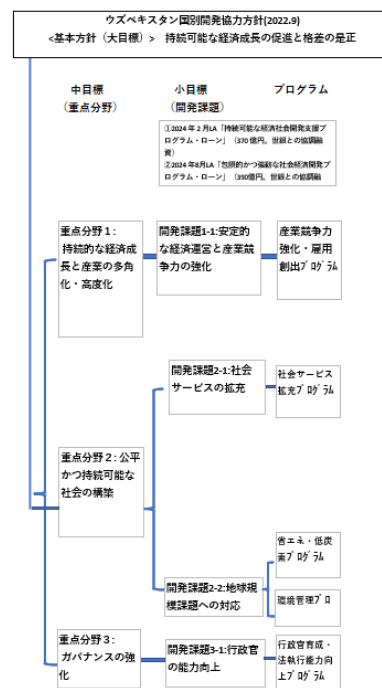 ウズベキスタン国別開発協力方針(2022.9)
<基本方針（大目標）> 持続可能な経済成長の促進と格差の是正
中目標
（重点分野）
小目標
（開発課題）
プログラム
①2024 年 2 月LA「持続可能な経済社会開発支援プ
ログラム・ローン」（370 億円。世銀との協調融
資）
②2024 年8月LA「包摂的かつ強靭な社会経済開発プ
ログラム・ローン」（390億円。世銀との協調融
重点分野１：
持続的な経済成
長と産業の多角
化・高度化
開発課題1-1:安定的
な経済運営と産業競
争力の強化
産業競争力
強化・雇用
創出ﾌﾟﾛｸﾞﾗﾑ
開発課題2-1:社会
サービスの拡充
社会サービス
拡充ﾌﾟﾛｸﾞﾗﾑ
重点分野２:公平
かつ持続可能な
社会の構築
省エネ・低炭
素ﾌﾟﾛｸﾞﾗﾑ
開発課題2-2:地球規
模課題への対応
環境管理ﾌﾟﾛ
重点分野３：
ガバナンスの強
化
開発課題3-1:行政官
の能力向上
行政官育成・
法執行能力向
上ﾌﾟﾛｸﾞﾗﾑ